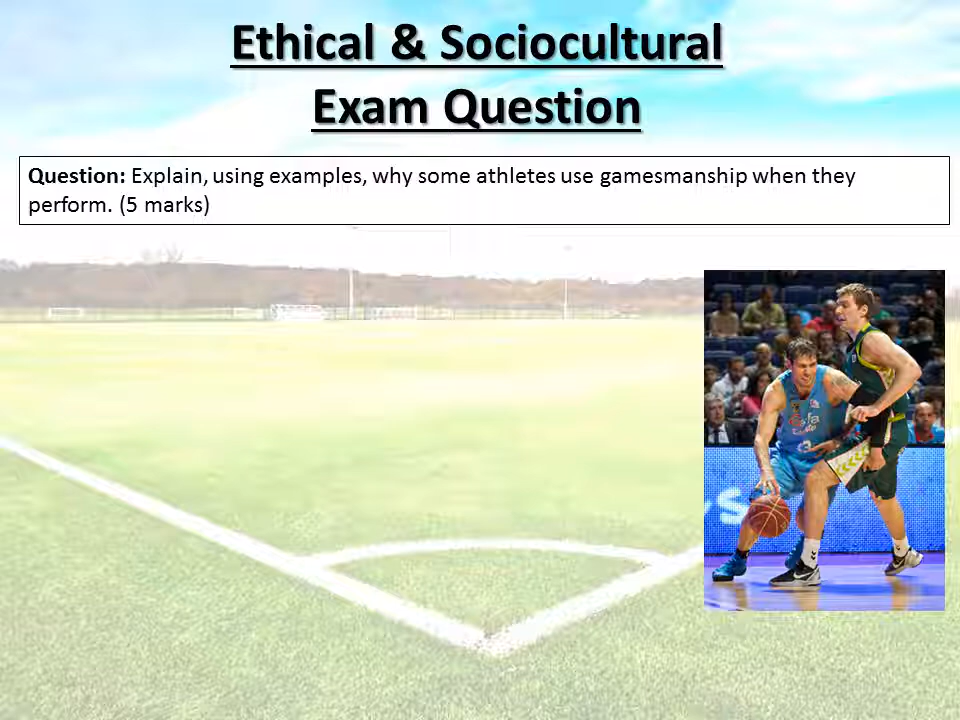 Ethical & Sociocultural
Exam Question
Question: Explain, using examples, why some athletes use gamesmanship when they
perform. (5 marks)